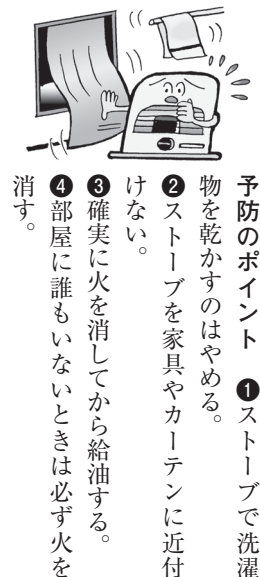 予防のポイント ❶ストーブで洗濯
物を乾かすのはやめる。
❷ストーブを家具やカーテンに近付
けない。
❸確実に火を消してから給油する。
❹部屋に誰もいないときは必ず火を
消す。